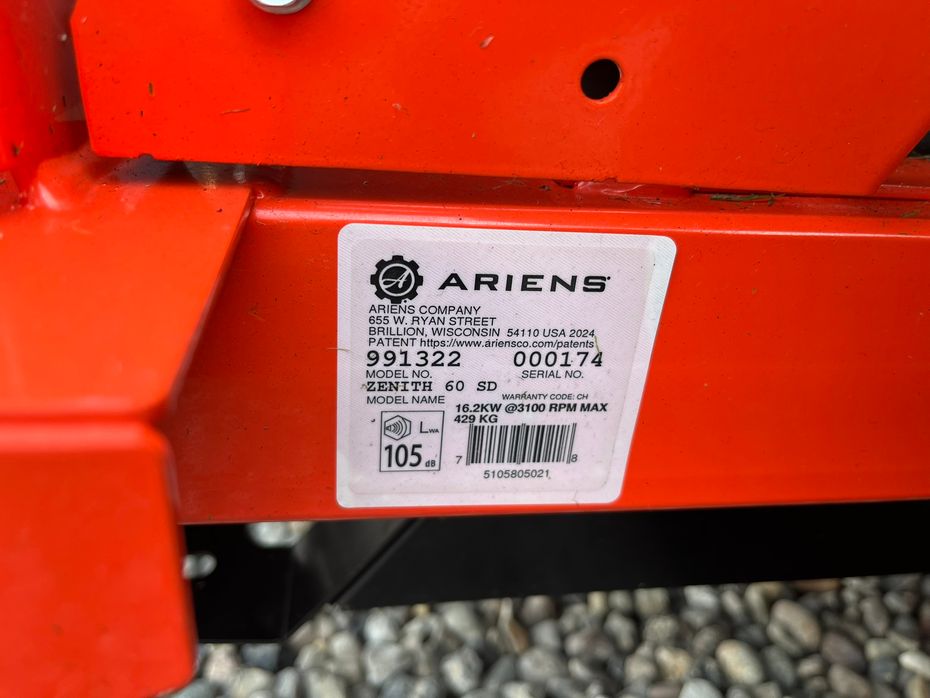 ARIENS
ARIENS COMPANY
655 W. RYAN STREET
BRILLION, WISCONSIN 54110 USA 2024
PATENT https://www.ariensco.com/patents
991322 000174
MODEL NO. SERIAL NO.
ZENITH 60 SD
MODEL NAME WARRANTY CODE: CH
16.2KW @3100 RPM MAX
429 KG
LWA
105 dB
7 8
5105805021